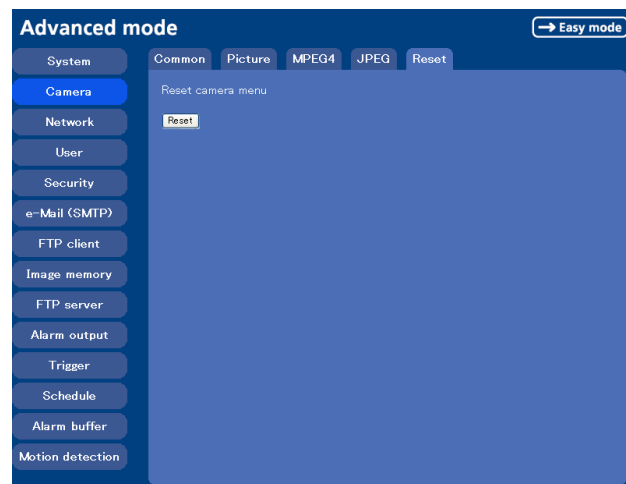 Advanced mode
→ Easy mode
System
Camera
Network
User
Security
e-Mail (SMTP)
FTP client
Image memory
FTP server
Alarm output
Trigger
Schedule
Alarm buffer
Motion detection
Common Picture MPEG4 JPEG Reset
Reset camera menu
Reset